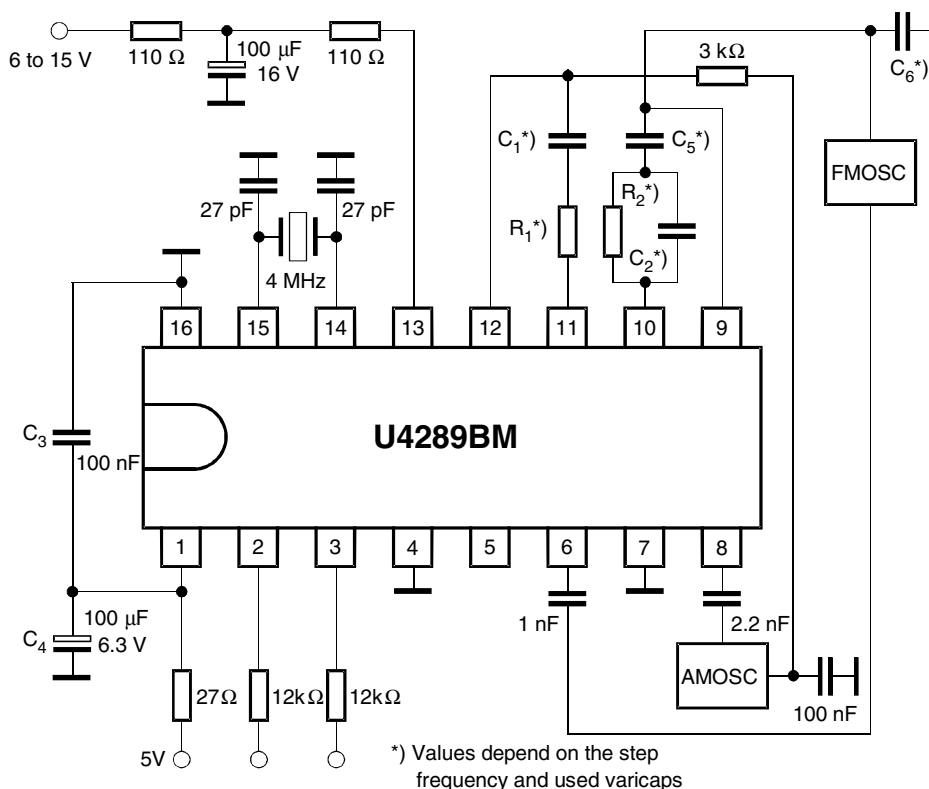 6 to 15 V
110 Ω
100 µF
16 V
110 Ω
3 kΩ
C6*)
C1*)
C5*)
FMOSC
27 pF
27 pF
R2*)
R1*)
C2*)
4 MHz
16
15
14
13
12
11
10
9
U4289BM
C3
100 nF
1
2
3
4
5
6
7
8
100 µF
6.3 V
C4
1 nF
2.2 nF
27Ω
12kΩ
12kΩ
AMOSC
100 nF
5V
*) Values depend on the step
frequency and used varicaps